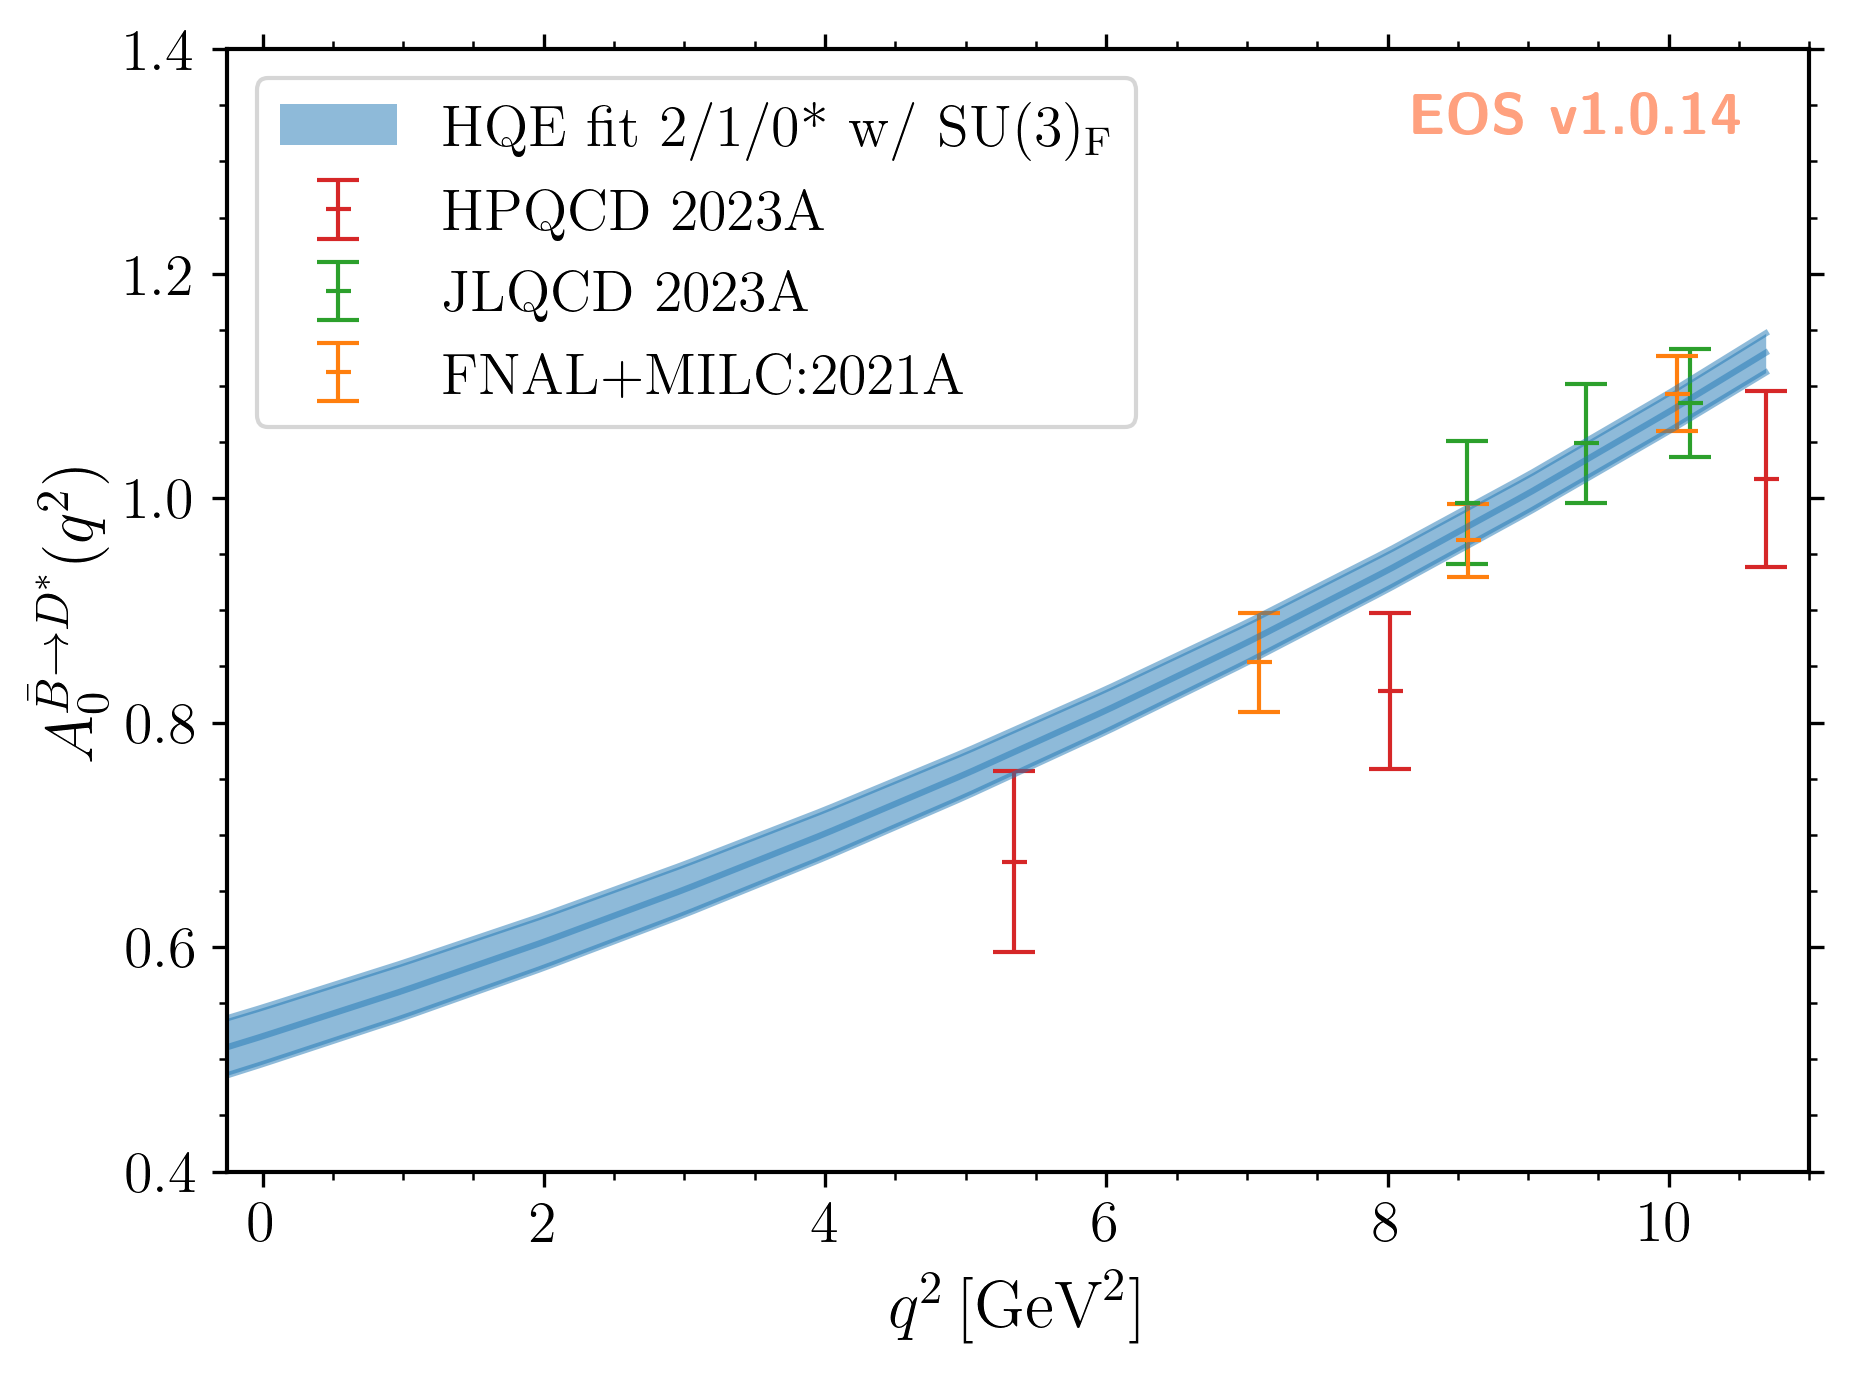 1.4
1.2
1.0
0.8
0.6
0.4
HQE fit 2/1/0* w/ SU(3)_F
HPQCD 2023A
JLQCD 2023A
FNAL+MILC:2021A
EOS v1.0.14
A_0^{B̄→D*}(q²)
0 2 4 6 8 10
q² [GeV²]